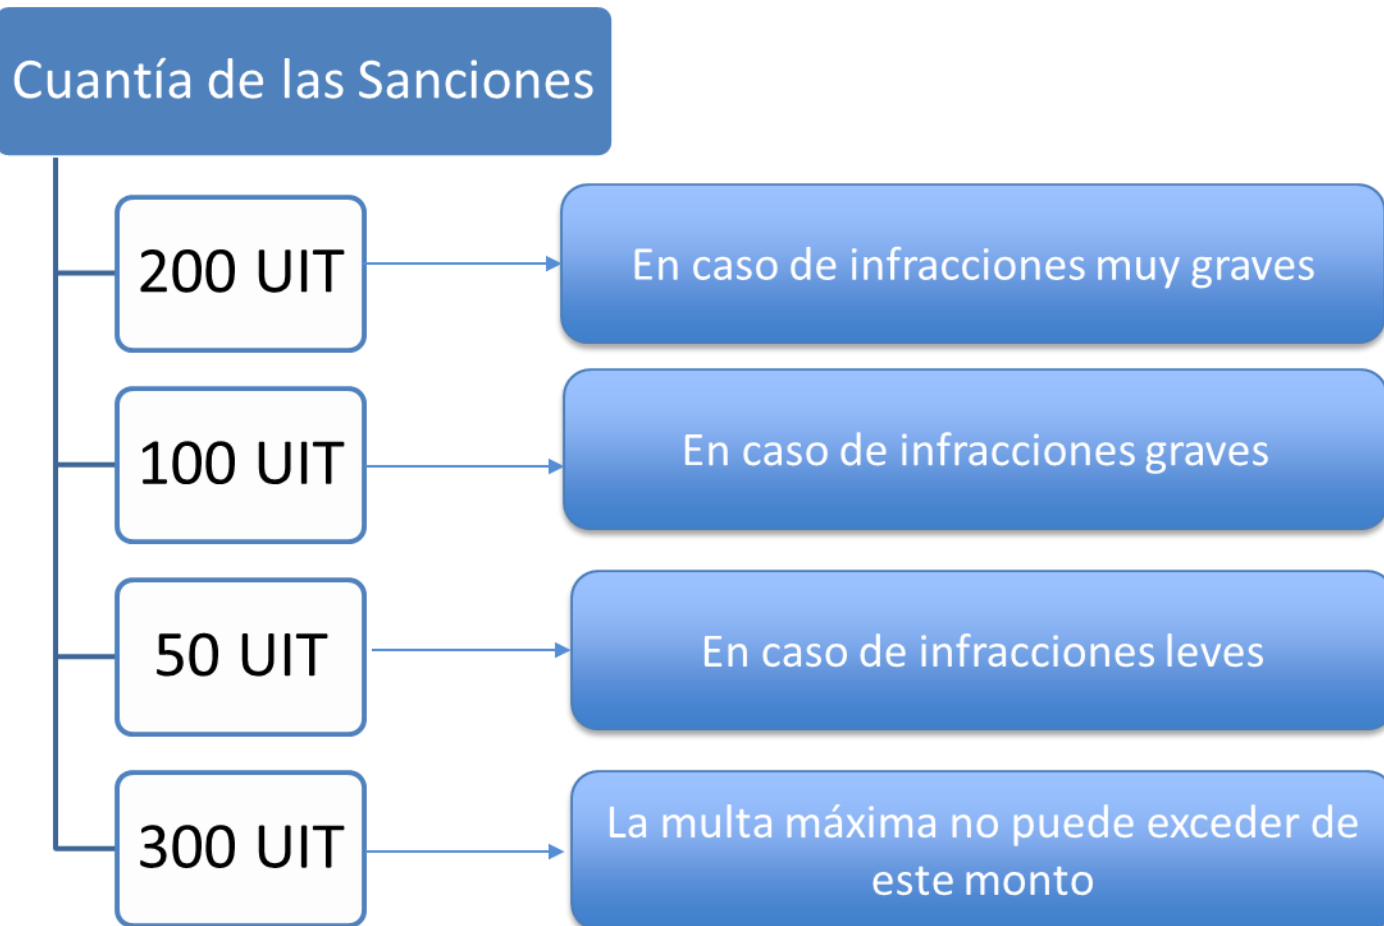 Cuantía de las Sanciones
200 UIT
En caso de infracciones muy graves
100 UIT
En caso de infracciones graves
50 UIT
En caso de infracciones leves
300 UIT
La multa máxima no puede exceder de
este monto